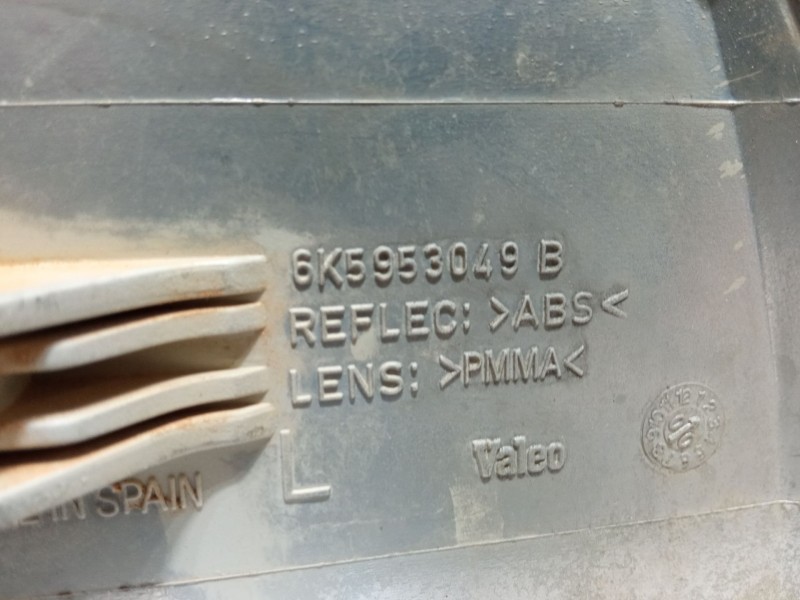 6K5953049 B
REFLEC: >ABS<
LENS: >PMMA<
L
Valeo
IN SPAIN